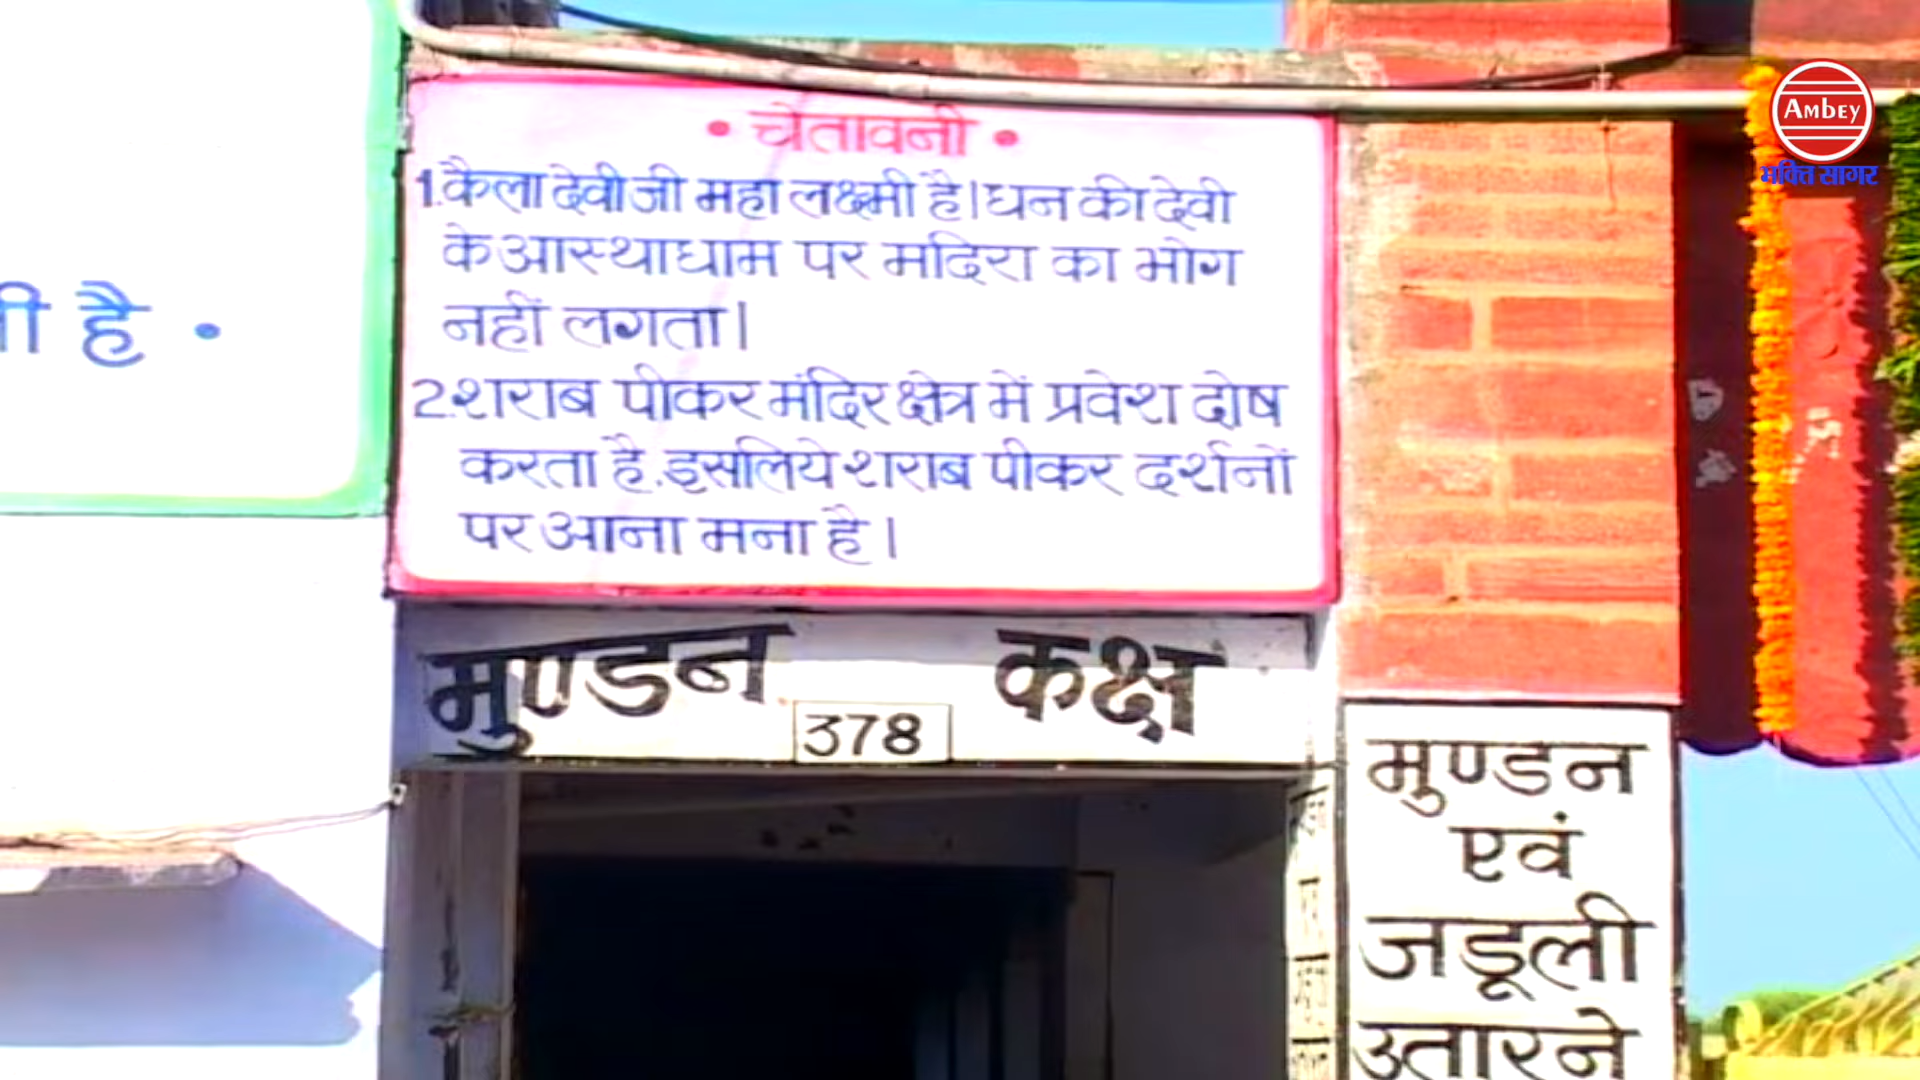 ी है •
• चेतावनी •
1. कैला देवी जी महा लक्ष्मी है। धन की देवी
के आस्थाधाम पर मदिरा का भोग
नहीं लगता।
2. शराब पीकर मंदिर क्षेत्र में प्रवेश दोष
करता है. इसलिये शराब पीकर दर्शनों
पर आना मना है।
मुण्डन कक्ष
378
मुण्डन
एवं
जडूली
उतारने
AMBEY
भक्ति सागर